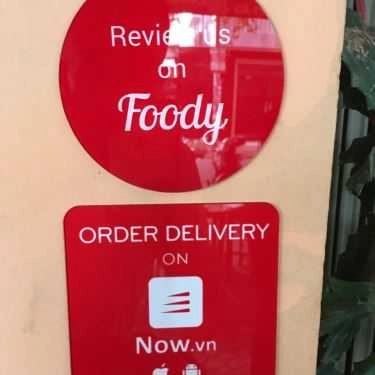 Review us
on
Foody
ORDER DELIVERY
ON
Now.vn